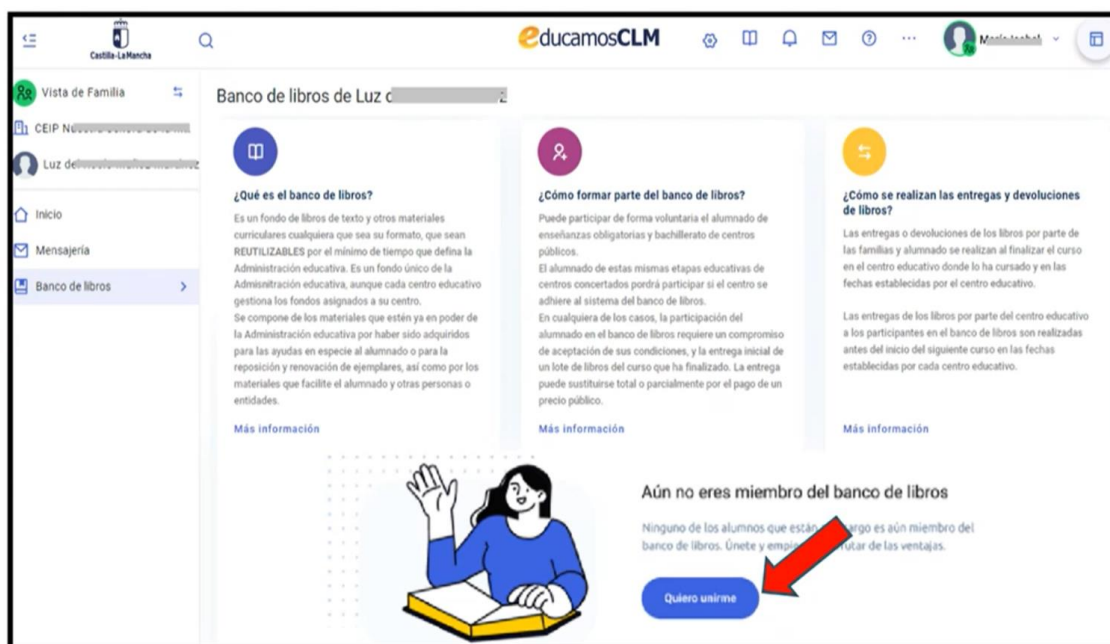 Castilla-La Mancha
educamosCLM
Vista de Familia
CEIP
Luz de
Inicio
Mensajería
Banco de libros
Banco de libros de Luz
¿Qué es el banco de libros?
Es un fondo de libros de texto y otros materiales
curriculares cualquiera que sea su formato, que sean
REUTILIZABLES por el mínimo de tiempo que defina la
Administración educativa. Es un fondo único de la
Admisnitración educativa, aunque cada centro educativo
gestiona los fondos asignados a su centro.
Se compone de los materiales que estén ya en poder de
la Administración educativa por haber sido adquiridos
para las ayudas en especie al alumnado o para la
reposición y renovación de ejemplares, así como por los
materiales que facilite el alumnado y otras personas o
entidades.
Más información
¿Cómo formar parte del banco de libros?
Puede participar de forma voluntaria el alumnado de
enseñanzas obligatorias y bachillerato de centros
públicos.
El alumnado de estas mismas etapas educativas de
centros concertados pordrá participar si el centro se
adhiere al sistema del banco de libros.
En cualquiera de los casos, la participación del
alumnado en el banco de libros requiere un compromiso
de aceptación de sus condiciones, y la entrega inicial de
un lote de libros del curso que ha finalizado. La entrega
puede sustituirse total o parcialmente por el pago de un
precio público.
Más información
¿Cómo se realizan las entregas y devoluciones
de libros?
Las entregas o devoluciones de los libros por parte de
las familias y alumnado se realizan al finalizar el curso
en el centro educativo donde lo ha cursado y en las
fechas establecidas por el centro educativo.
Las entregas de los libros por parte del centro educativo
a los participantes en el banco de libros son realizadas
antes del inicio del siguiente curso en las fechas
establecidas por cada centro educativo.
Más información
Aún no eres miembro del banco de libros
Ninguno de los alumnos que están argo es aún miembro del
banco de libros. Únete y empie rutar de las ventajas.
Quiero unirme